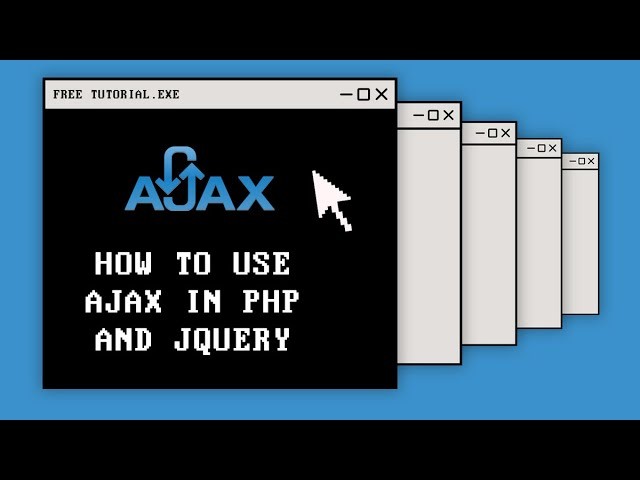 FREE TUTORIAL.EXE
AJAX
HOW TO USE
AJAX IN PHP
AND JQUERY